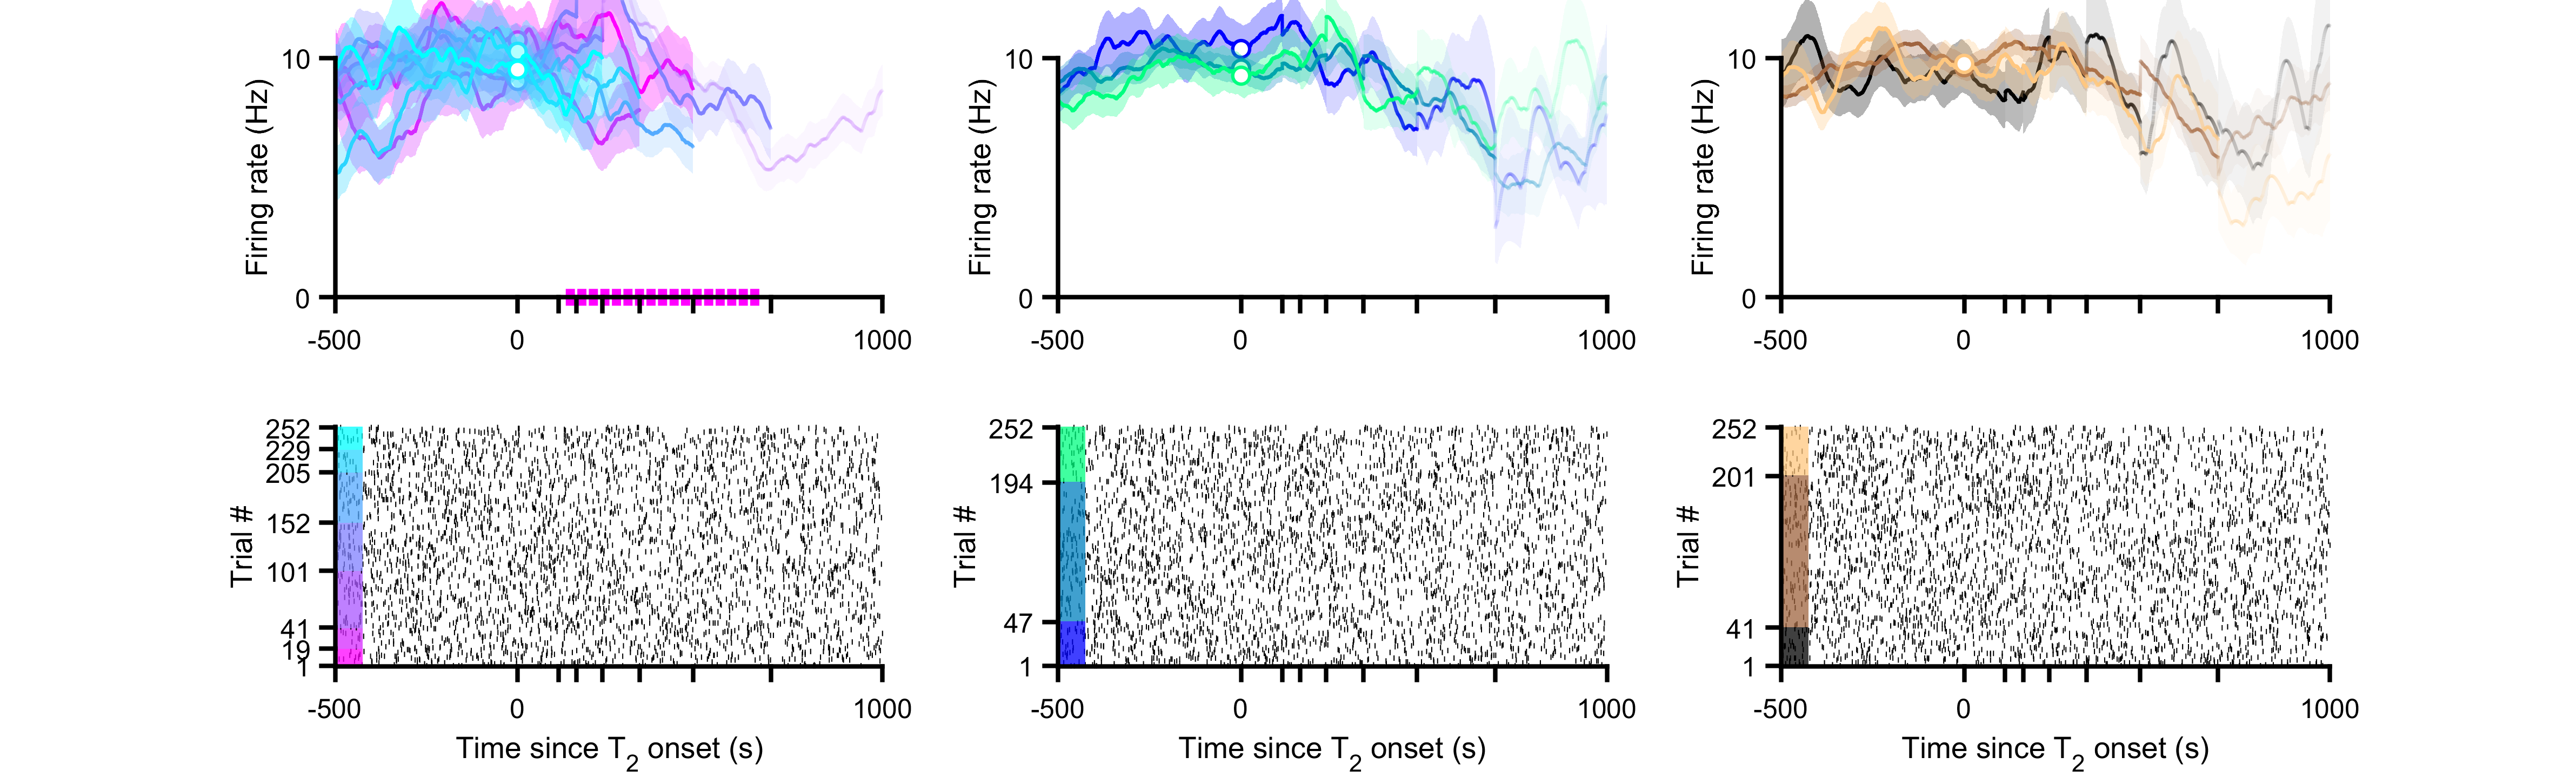 10
Firing rate (Hz)
0
-500 0 1000
10
Firing rate (Hz)
0
-500 0 1000
10
Firing rate (Hz)
0
-500 0 1000
252
229
205
152
101
41
19
1
Trial #
-500 0 1000
Time since T2 onset (s)
252
194
47
1
Trial #
-500 0 1000
Time since T2 onset (s)
252
201
41
1
Trial #
-500 0 1000
Time since T2 onset (s)